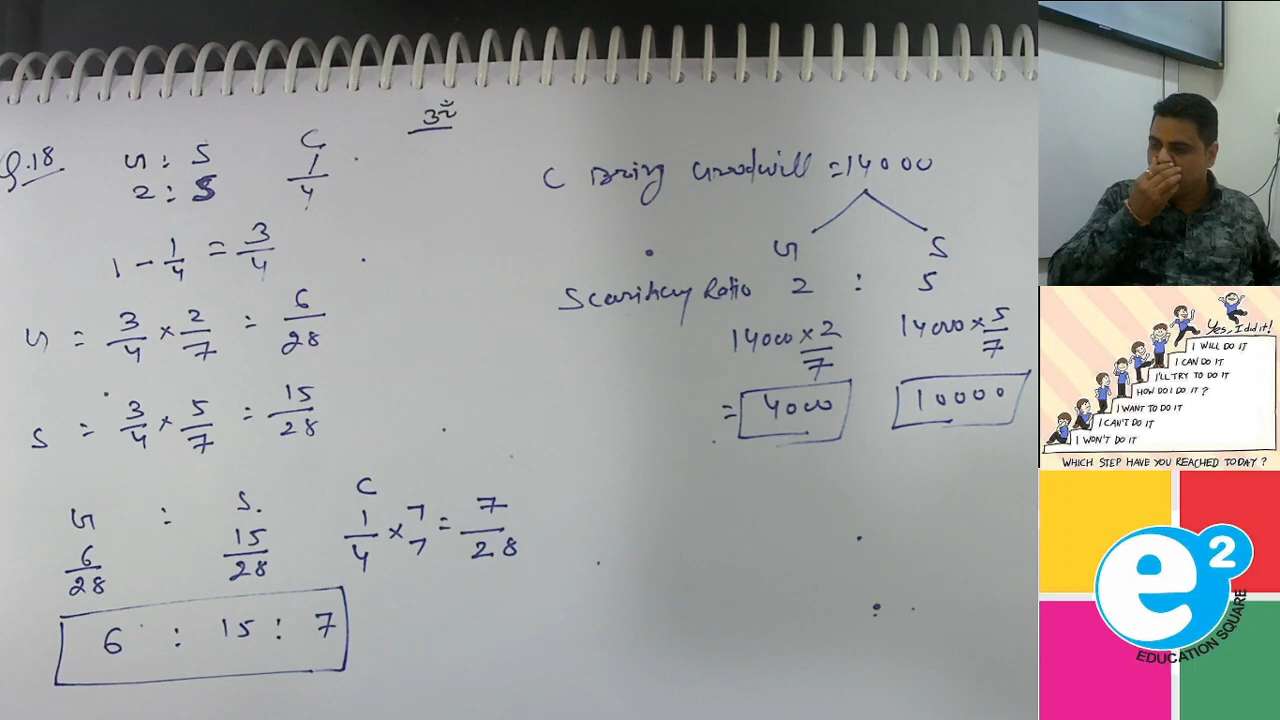 Q.18 G : S C
2 : 5 1/4
1 - 1/4 = 3/4
G = 3/4 × 2/7 = 6/28
S = 3/4 × 5/7 = 15/28
G : S. C
6/28 15/28 1/4 × 7/7 = 7/28
6 : 15 : 7
C Bring Goodwill = 14000
G S
Ratio 2 : 5
14000 × 2/7 14000 × 5/7
= 4000 10000
Yes, I did it!
I WILL DO IT
I CAN DO IT
I'LL TRY TO DO IT
HOW DO I DO IT?
I WANT TO DO IT
I CAN'T DO IT
I WON'T DO IT
WHICH STEP HAVE YOU REACHED TODAY?
e2
EDUCATION SQUARE